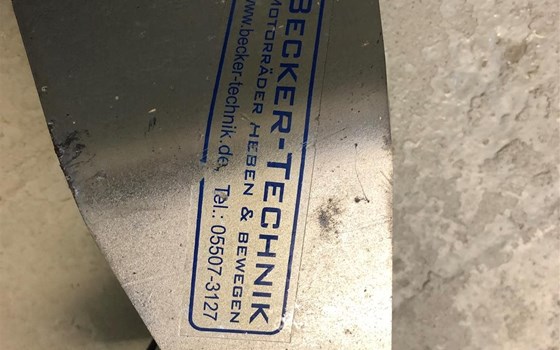 BECKER-TECHNIK
MOTORRÄDER HEBEN & BEWEGEN
www.becker-technik.de, Tel.: 05507-3127